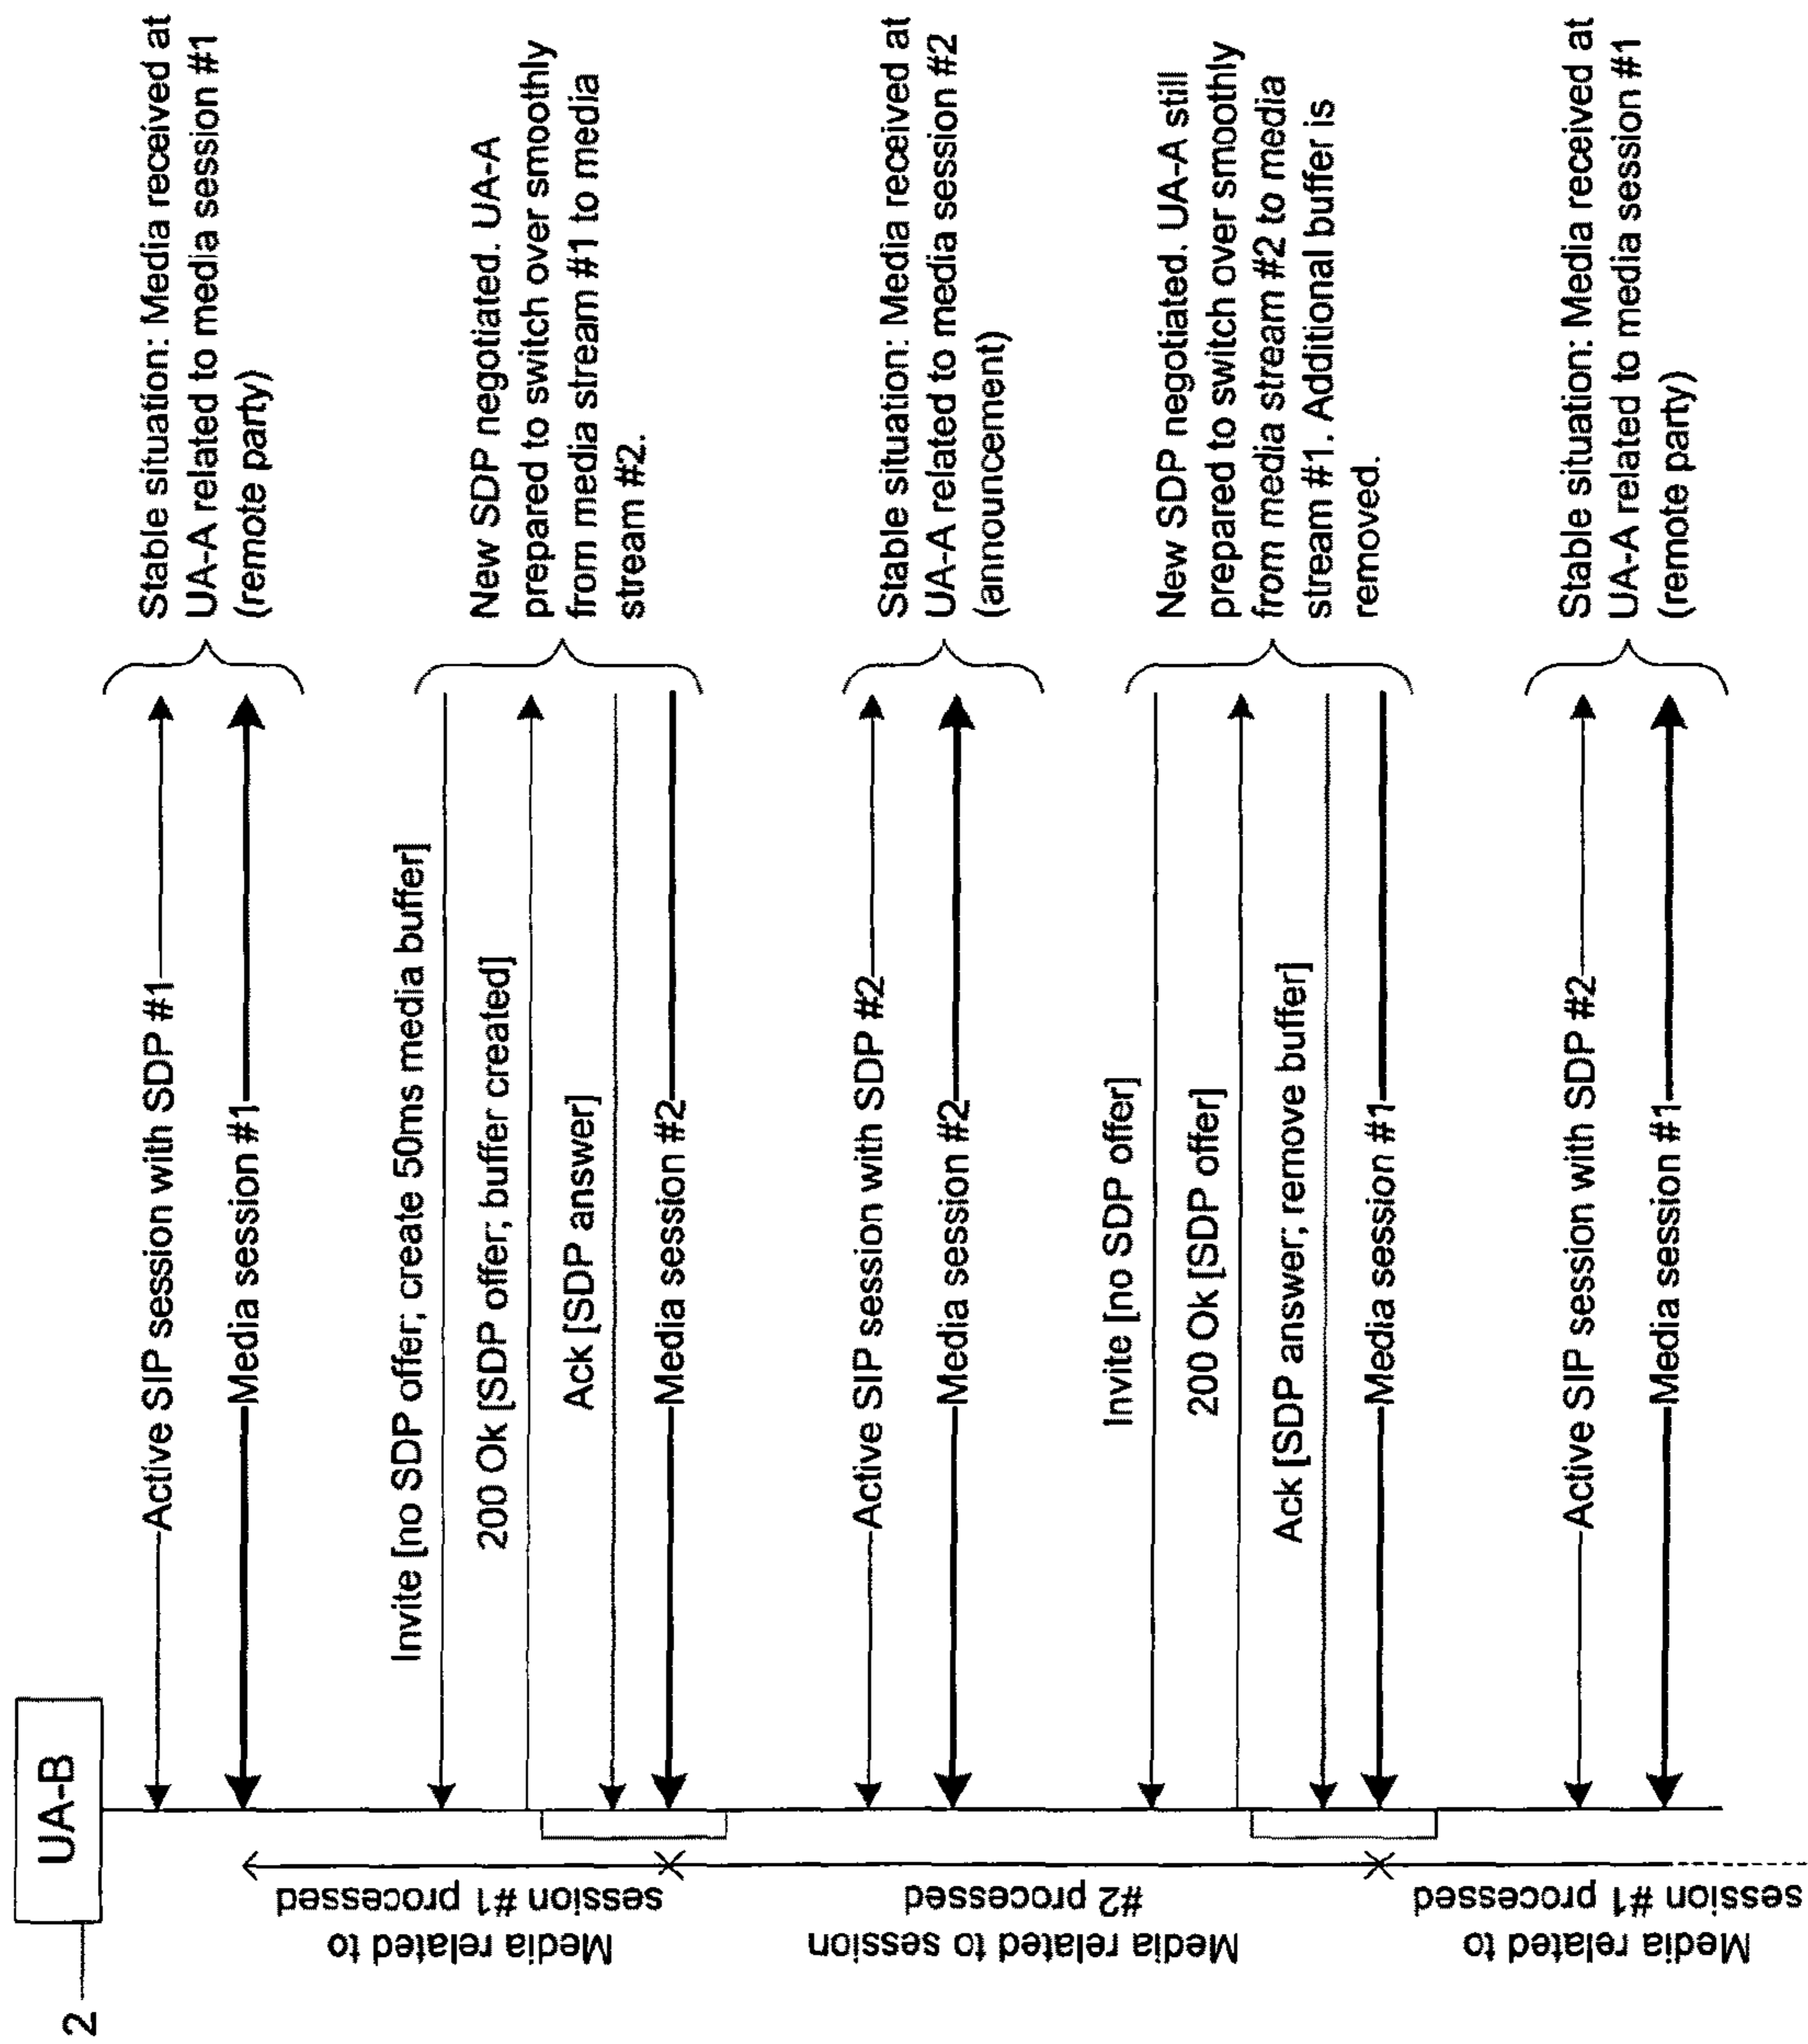 2
UA-B
Active SIP session with SDP #1
Media session #1
Stable situation: Media received at
UA-A related to media session #1
(remote party)
Media related to
session #1 processed
Invite [no SDP offer; create 50ms media buffer]
200 Ok [SDP offer; buffer created]
Ack [SDP answer]
Media session #2
New SDP negotiated. UA-A
prepared to switch over smoothly
from media stream #1 to media
stream #2.
Active SIP session with SDP #2
Media session #2
Stable situation: Media received at
UA-A related to media session #2
(announcement)
Media related to session
#2 processed
Invite [no SDP offer]
200 Ok [SDP offer]
Ack [SDP answer; remove buffer]
Media session #1
New SDP negotiated. UA-A still
prepared to switch over smoothly
from media stream #2 to media
stream #1. Additional buffer is
removed.
Active SIP session with SDP #2
Media session #1
Stable situation: Media received at
UA-A related to media session #1
(remote party)
Media related to
session #1 processed